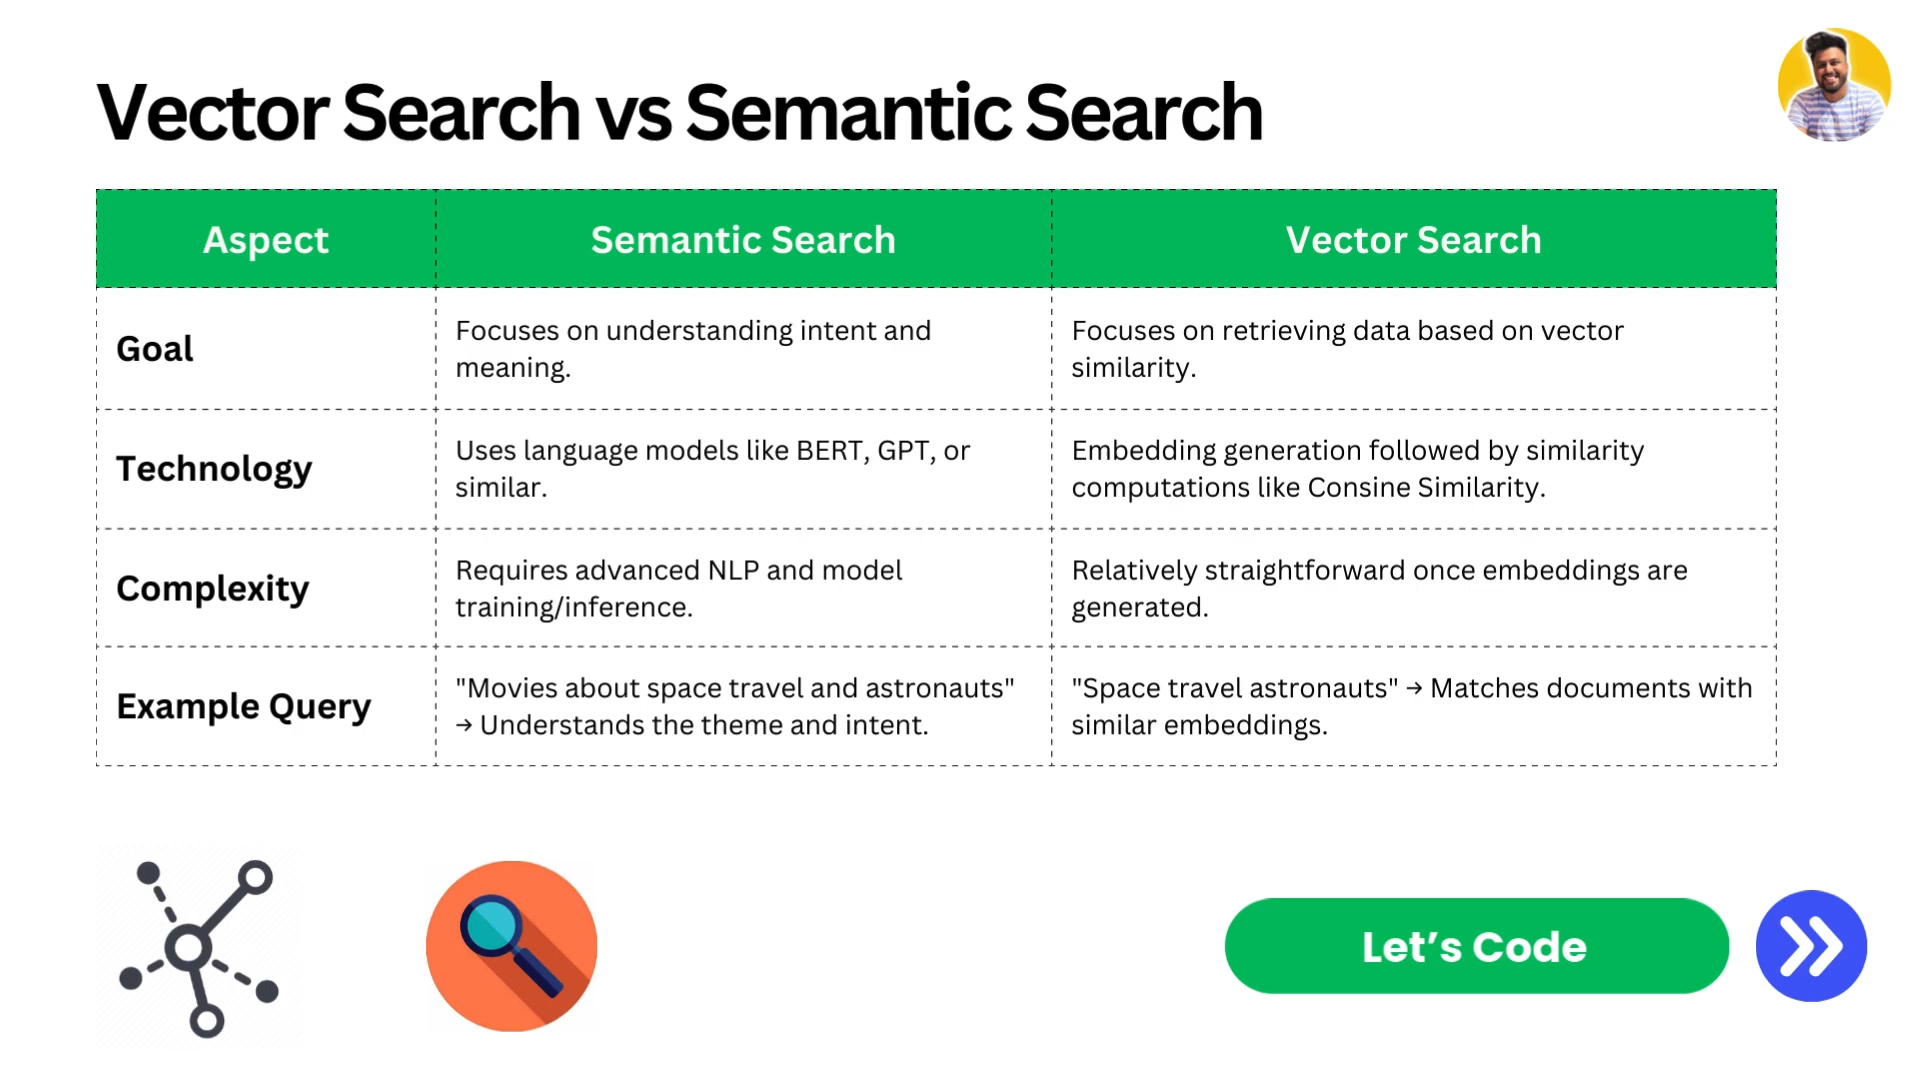 Vector Search vs Semantic Search
Aspect
Semantic Search
Vector Search
Goal
Focuses on understanding intent and
meaning.
Focuses on retrieving data based on vector
similarity.
Technology
Uses language models like BERT, GPT, or
similar.
Embedding generation followed by similarity
computations like Consine Similarity.
Complexity
Requires advanced NLP and model
training/inference.
Relatively straightforward once embeddings are
generated.
Example Query
"Movies about space travel and astronauts"
→ Understands the theme and intent.
"Space travel astronauts" → Matches documents with
similar embeddings.
Let’s Code